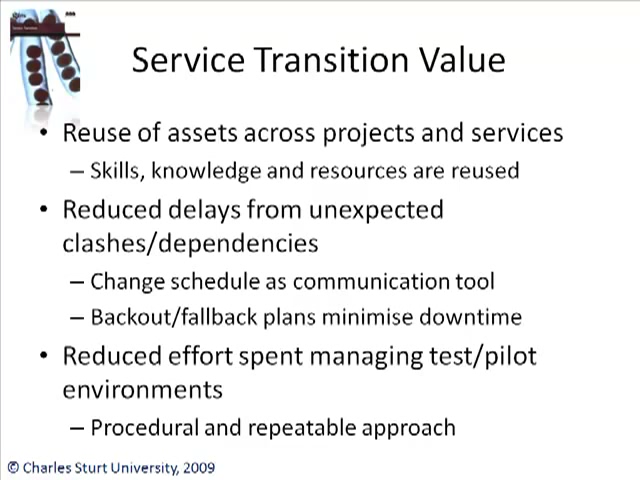 Service Transition Value
• Reuse of assets across projects and services
– Skills, knowledge and resources are reused
• Reduced delays from unexpected
clashes/dependencies
– Change schedule as communication tool
– Backout/fallback plans minimise downtime
• Reduced effort spent managing test/pilot
environments
– Procedural and repeatable approach
© Charles Sturt University, 2009